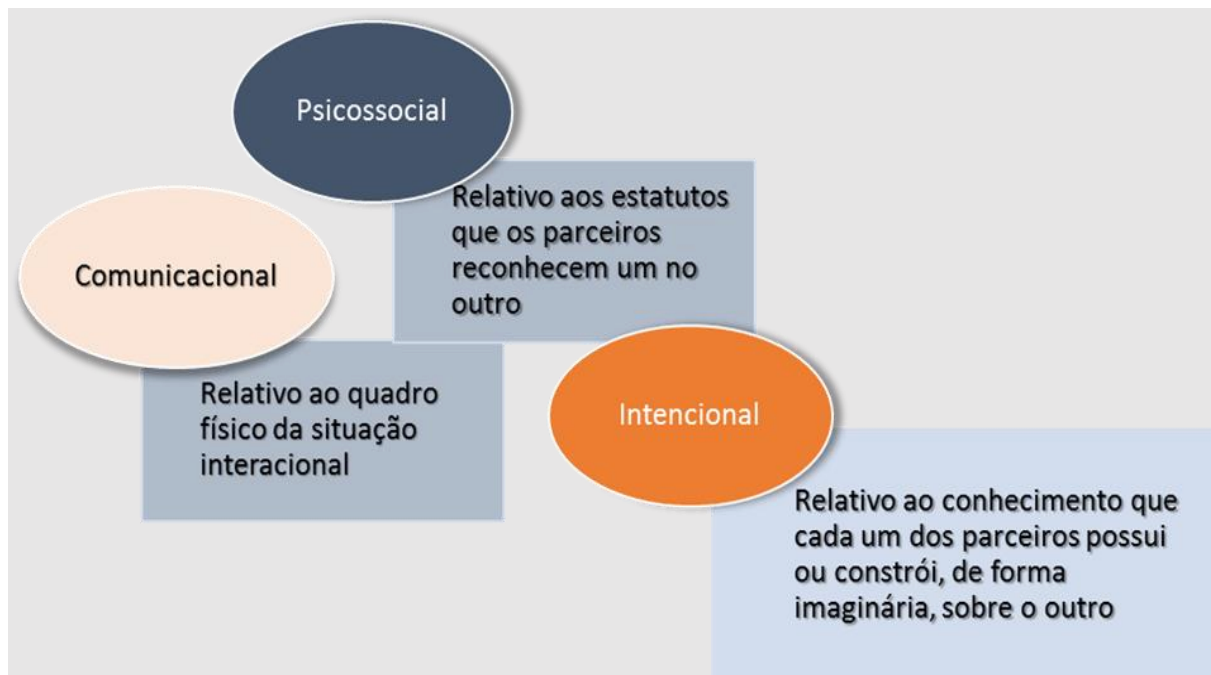 Psicossocial
Relativo aos estatutos
que os parceiros
reconhecem um no
outro
Comunicacional
Relativo ao quadro
físico da situação
interacional
Intencional
Relativo ao conhecimento que
cada um dos parceiros possui
ou constrói, de forma
imaginária, sobre o outro